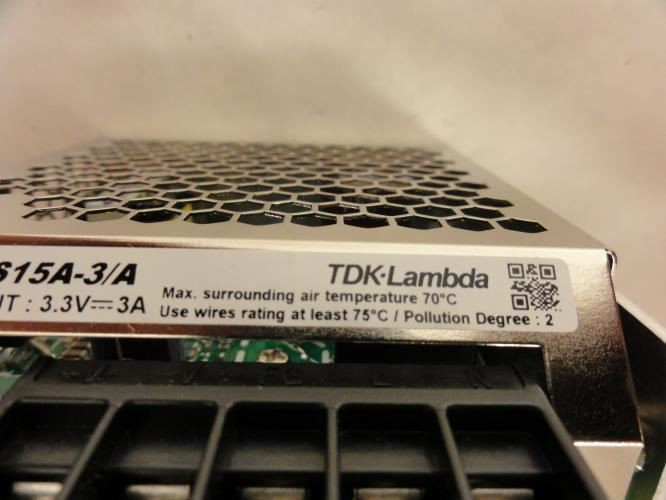 S15A-3/A
TDK·Lambda
UT : 3.3V⎓3A
Max. surrounding air temperature 70°C
Use wires rating at least 75°C / Pollution Degree : 2
+V -V FG L N